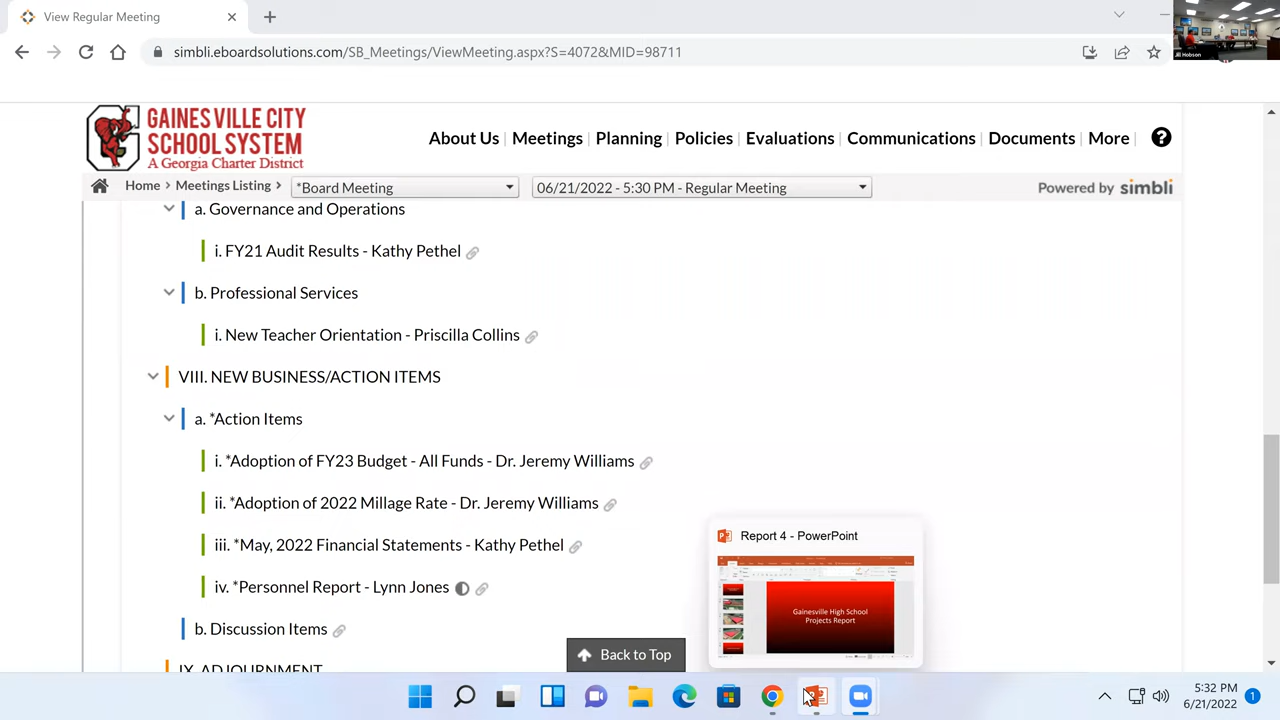 View Regular Meeting
simbli.eboardsolutions.com/SB_Meetings/ViewMeeting.aspx?S=4072&MID=98711
Jill Hobson
GAINESVILLE CITY
SCHOOL SYSTEM
A Georgia Charter District
About Us | Meetings | Planning | Policies | Evaluations | Communications | Documents | More | ?
Home > Meetings Listing > *Board Meeting 06/21/2022 - 5:30 PM - Regular Meeting Powered by simbli
a. Governance and Operations
i. FY21 Audit Results - Kathy Pethel
b. Professional Services
i. New Teacher Orientation - Priscilla Collins
VIII. NEW BUSINESS/ACTION ITEMS
a. *Action Items
i. *Adoption of FY23 Budget - All Funds - Dr. Jeremy Williams
ii. *Adoption of 2022 Millage Rate - Dr. Jeremy Williams
iii. *May, 2022 Financial Statements - Kathy Pethel
iv. *Personnel Report - Lynn Jones
b. Discussion Items
IX. ADJOURNMENT
Report 4 - PowerPoint
Gainesville High School
Projects Report
Back to Top
5:32 PM
6/21/2022
1